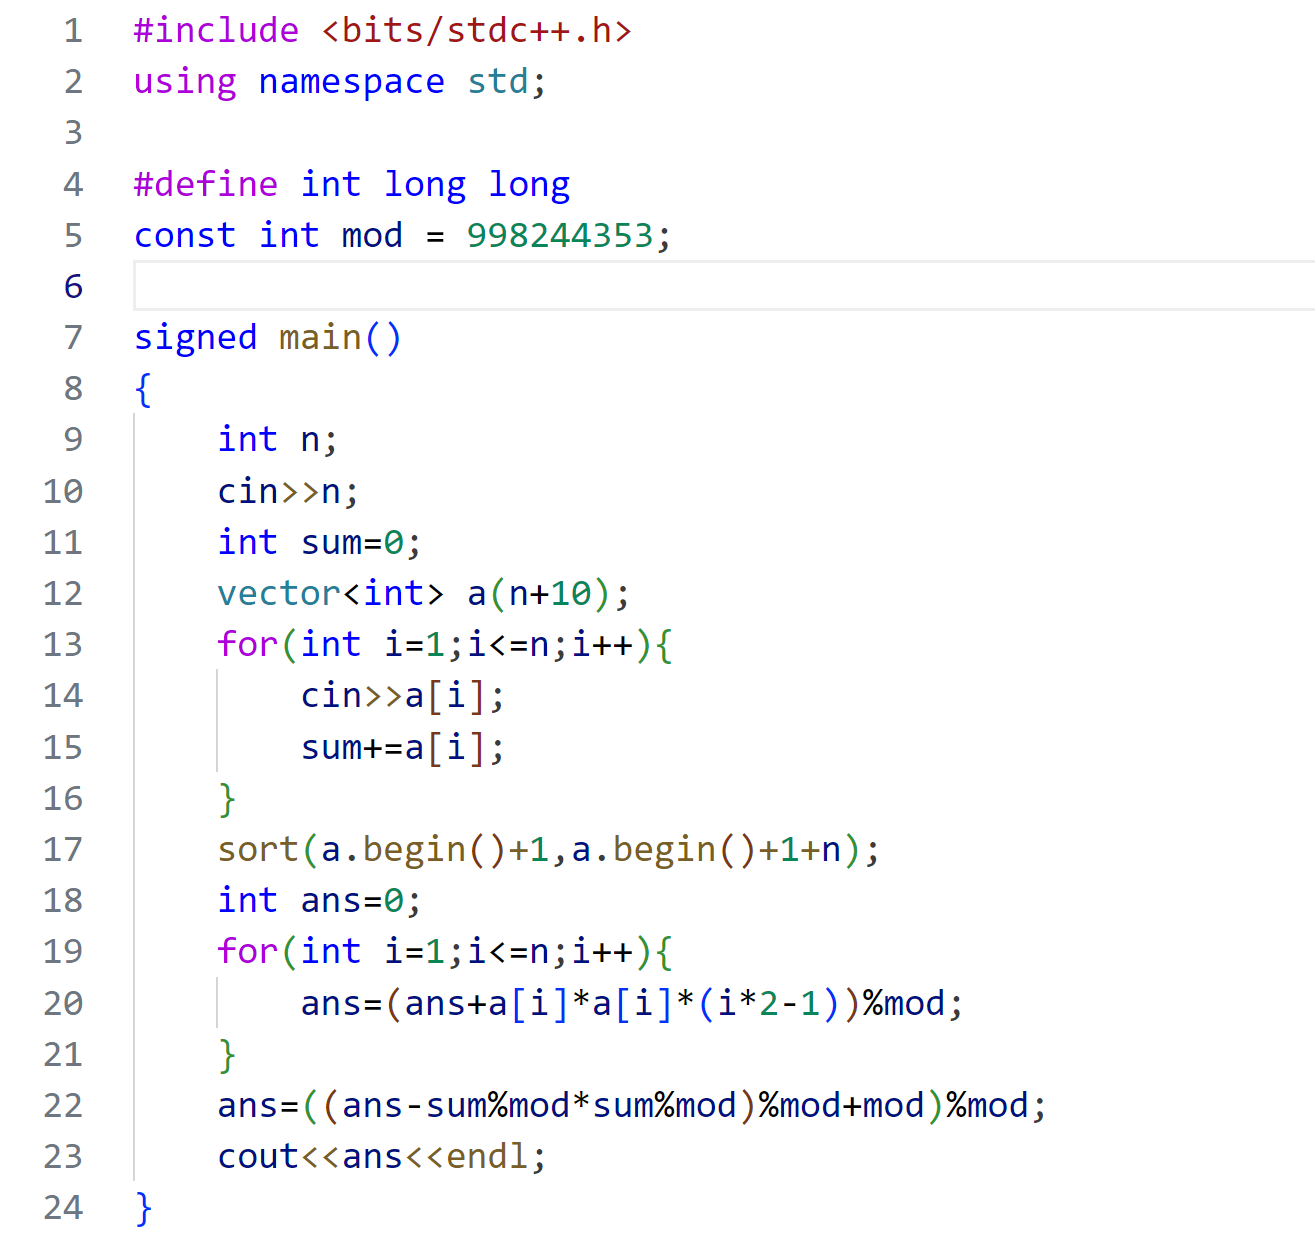 1 #include <bits/stdc++.h>
2 using namespace std;
3
4 #define int long long
5 const int mod = 998244353;
6
7 signed main()
8 {
9     int n;
10     cin>>n;
11     int sum=0;
12     vector<int> a(n+10);
13     for(int i=1;i<=n;i++){
14         cin>>a[i];
15         sum+=a[i];
16     }
17     sort(a.begin()+1,a.begin()+1+n);
18     int ans=0;
19     for(int i=1;i<=n;i++){
20         ans=(ans+a[i]*a[i]*(i*2-1))%mod;
21     }
22     ans=((ans-sum%mod*sum%mod)%mod+mod)%mod;
23     cout<<ans<<endl;
24 }